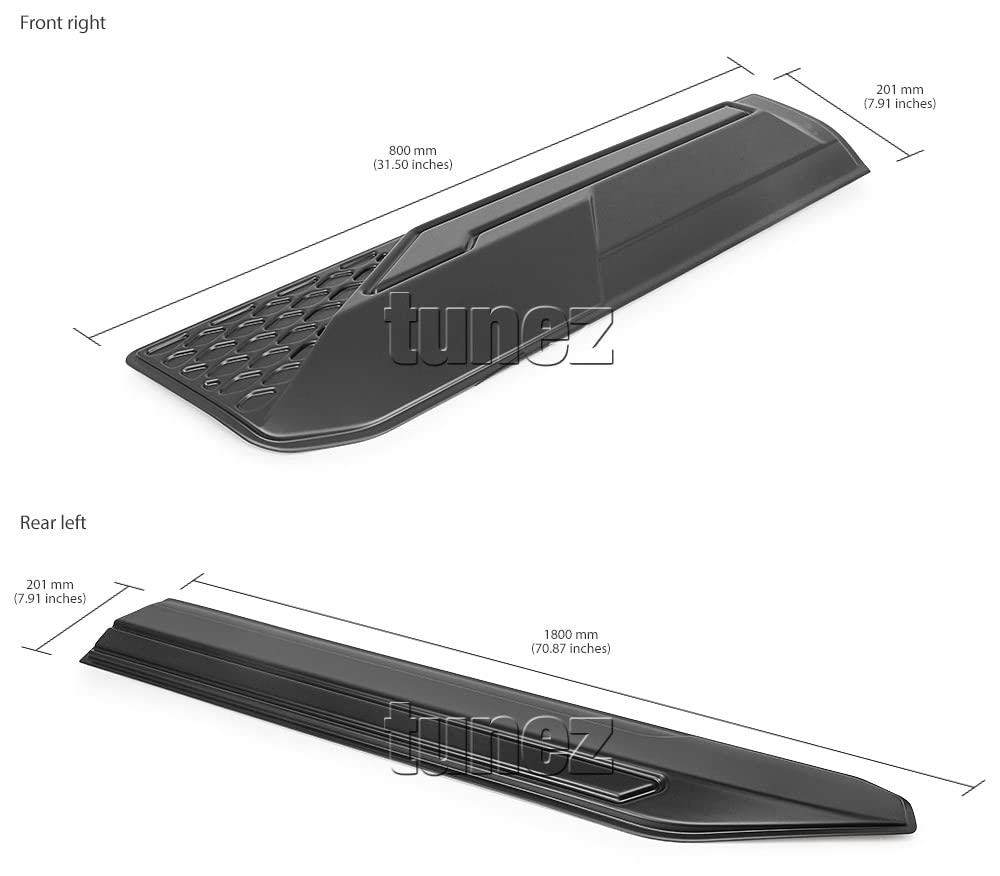 Front right
201 mm
(7.91 inches)
800 mm
(31.50 inches)
tunez
Rear left
201 mm
(7.91 inches)
1800 mm
(70.87 inches)
tunez